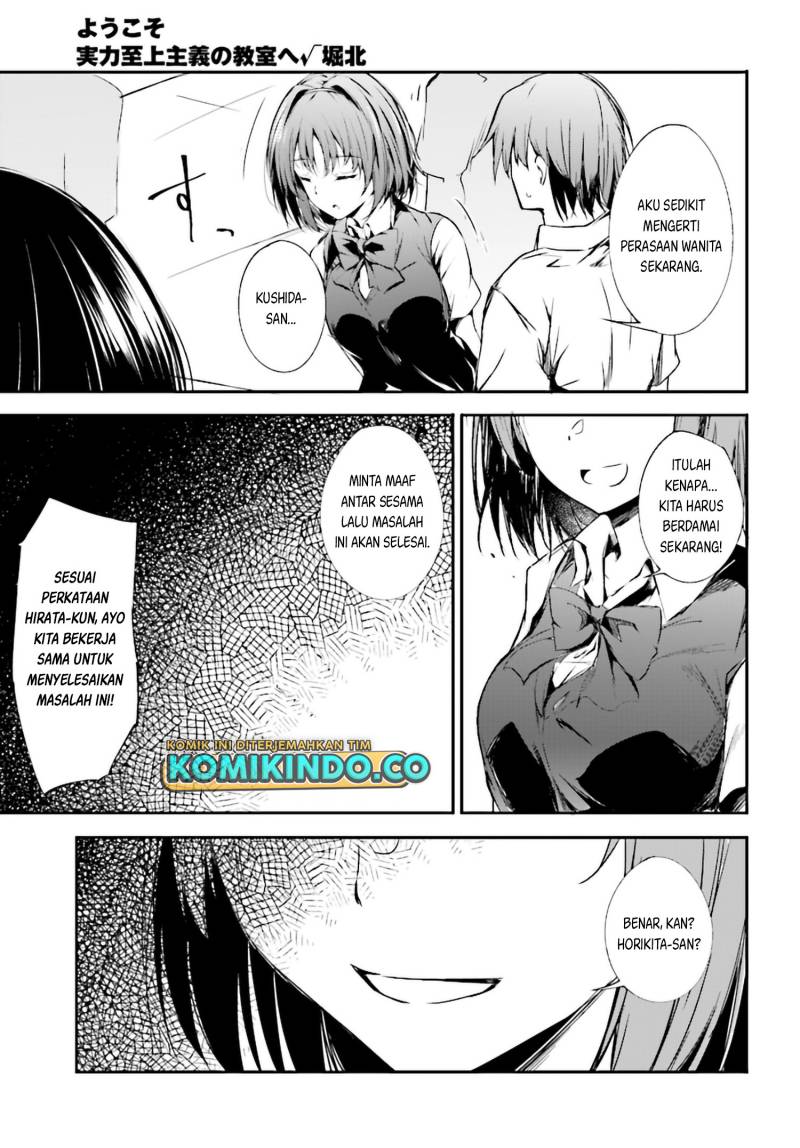 ようこそ
実力至上主義の教室へ√堀北
AKU SEDIKIT
MENGERTI
PERASAAN WANITA
SEKARANG.
すっ
KUSHIDA-
SAN...
ITULAH
KENAPA...
KITA HARUS
BERDAMAI
SEKARANG!
MINTA MAAF
ANTAR SESAMA
LALU MASALAH
INI AKAN SELESAI.
SESUAI
PERKATAAN
HIRATA-KUN, AYO
KITA BEKERJA
SAMA UNTUK
MENYELESAIKAN
MASALAH INI!
KOMIK INI DITERJEMAHKAN TIM
KOMIKINDO.CO
BENAR, KAN?
HORIKITA-SAN?